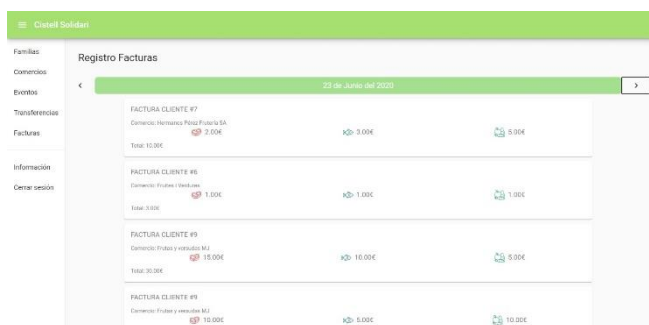 Cistell Solidari
Familias
Comercios
Eventos
Transferencias
Facturas
Información
Cerrar sesión
Registro Facturas
23 de Junio del 2020
FACTURA CLIENTE #7
Comercio: Hermanos Pérez Frutería SA
2.00€ 3.00€ 5.00€
Total: 10.00€
FACTURA CLIENTE #6
Comercio: Frutes i Verdures
1.00€ 1.00€ 1.00€
Total: 3.00€
FACTURA CLIENTE #9
Comercio: Frutas y verduras MJ
15.00€ 10.00€ 5.00€
Total: 30.00€
FACTURA CLIENTE #9
Comercio: Frutas y verduras MJ
10.00€ 5.00€ 10.00€